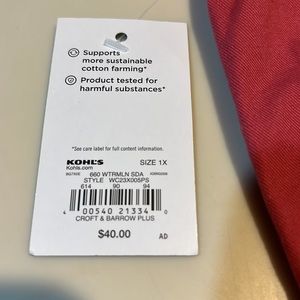 Supports
more sustainable
cotton farming*
Product tested for
harmful substances*
*See care label for full content information.
KOHL'S
Kohls.com
SIZE 1X
660 WTRMLN SDA
STYLE WC23X005PS
614 90 94
4 00540 21334 0
CROFT & BARROW PLUS
$40.00
AD